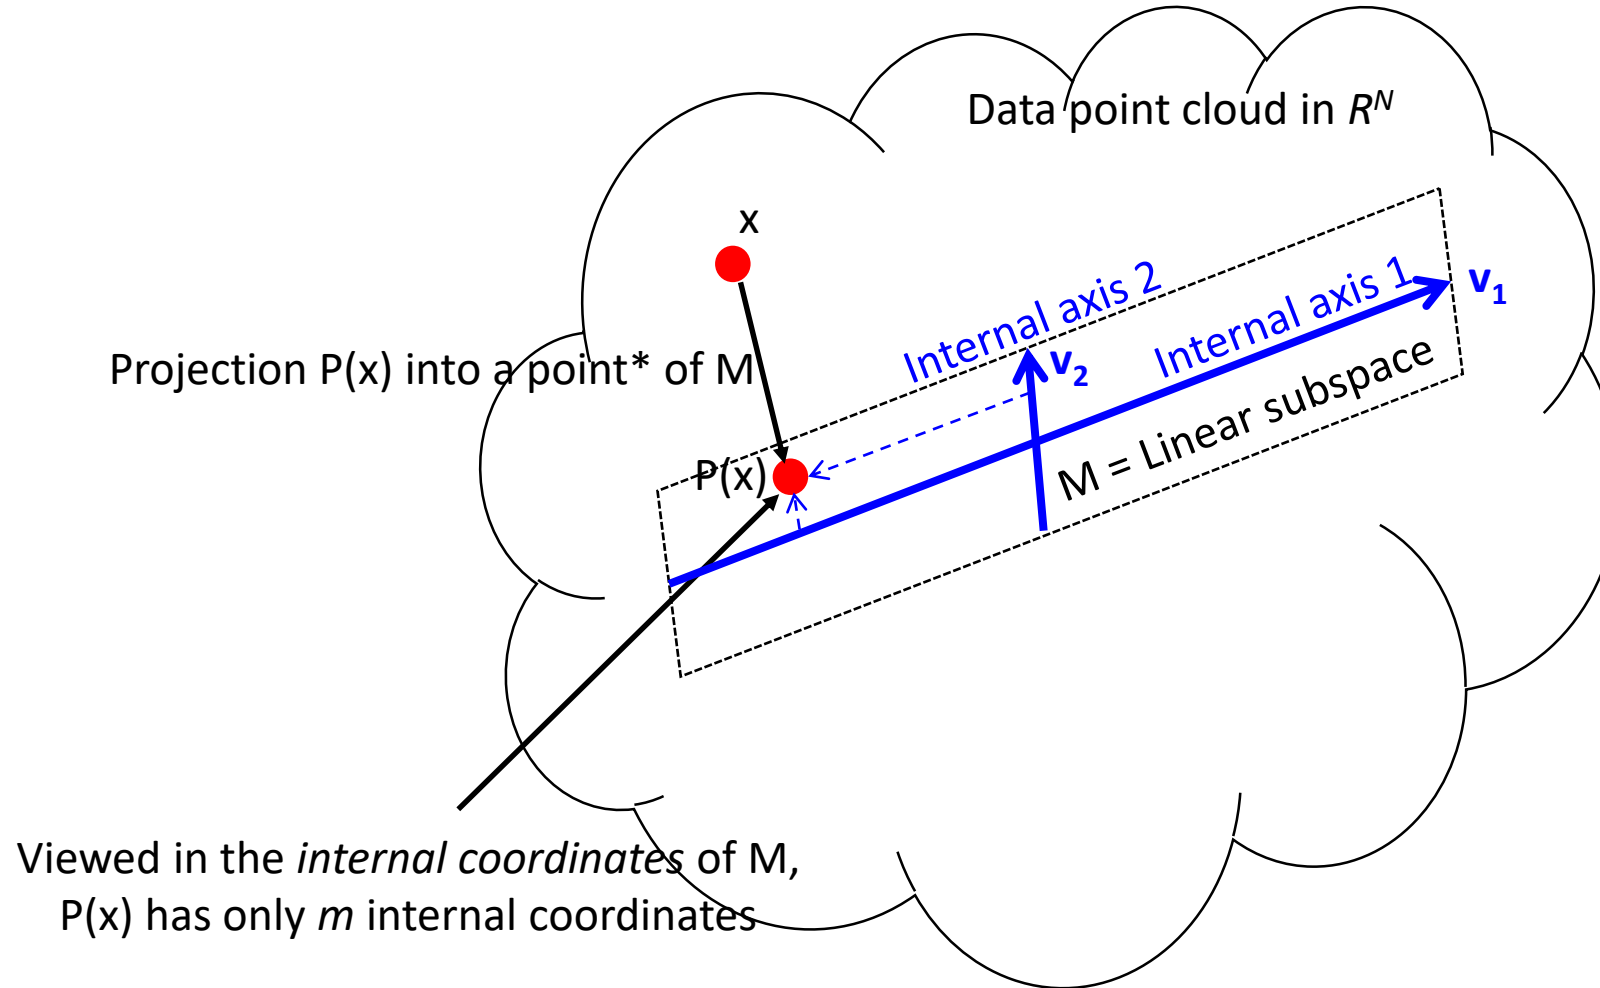 Data point cloud in Rᴺ
x
Internal axis 2
Internal axis 1
v₁
Projection P(x) into a point* of M
v₂
M = Linear subspace
P(x)
Viewed in the internal coordinates of M,
P(x) has only m internal coordinates